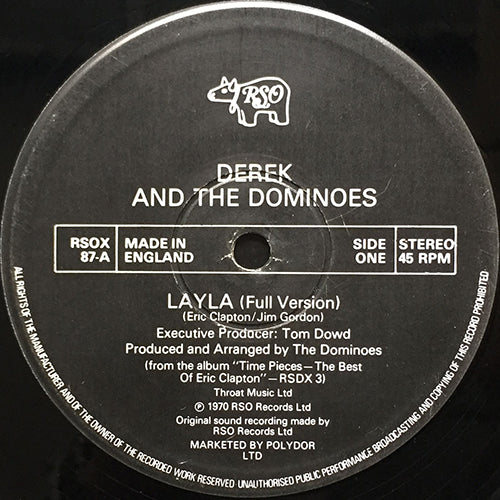 RSO
DEREK
AND THE DOMINOES
RSOX
87-A
MADE IN
ENGLAND
SIDE
ONE
STEREO
45 RPM
LAYLA (Full Version)
(Eric Clapton/Jim Gordon)
Executive Producer: Tom Dowd
Produced and Arranged by The Dominoes
(from the album "Time Pieces—The Best
Of Eric Clapton"—RSDX 3)
Throat Music Ltd
℗ 1970 RSO Records Ltd
Original sound recording made by
RSO Records Ltd
MARKETED BY POLYDOR
LTD
ALL RIGHTS OF THE MANUFACTURER AND OF THE OWNER OF THE RECORDED WORK RESERVED UNAUTHORISED PUBLIC PERFORMANCE BROADCASTING AND COPYING OF THIS RECORD PROHIBITED